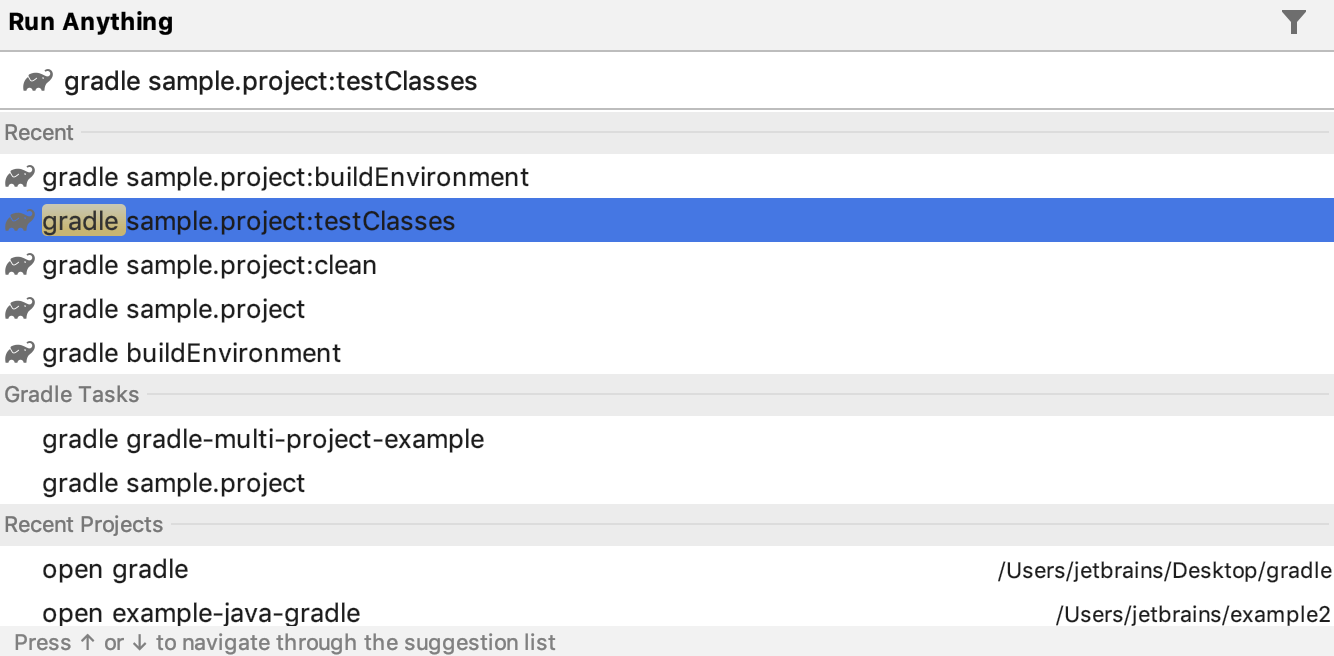 Run Anything
gradle sample.project:testClasses
Recent
gradle sample.project:buildEnvironment
gradle sample.project:testClasses
gradle sample.project:clean
gradle sample.project
gradle buildEnvironment
Gradle Tasks
gradle gradle-multi-project-example
gradle sample.project
Recent Projects
open gradle /Users/jetbrains/Desktop/gradle
open example-java-gradle /Users/jetbrains/example2
Press ↑ or ↓ to navigate through the suggestion list